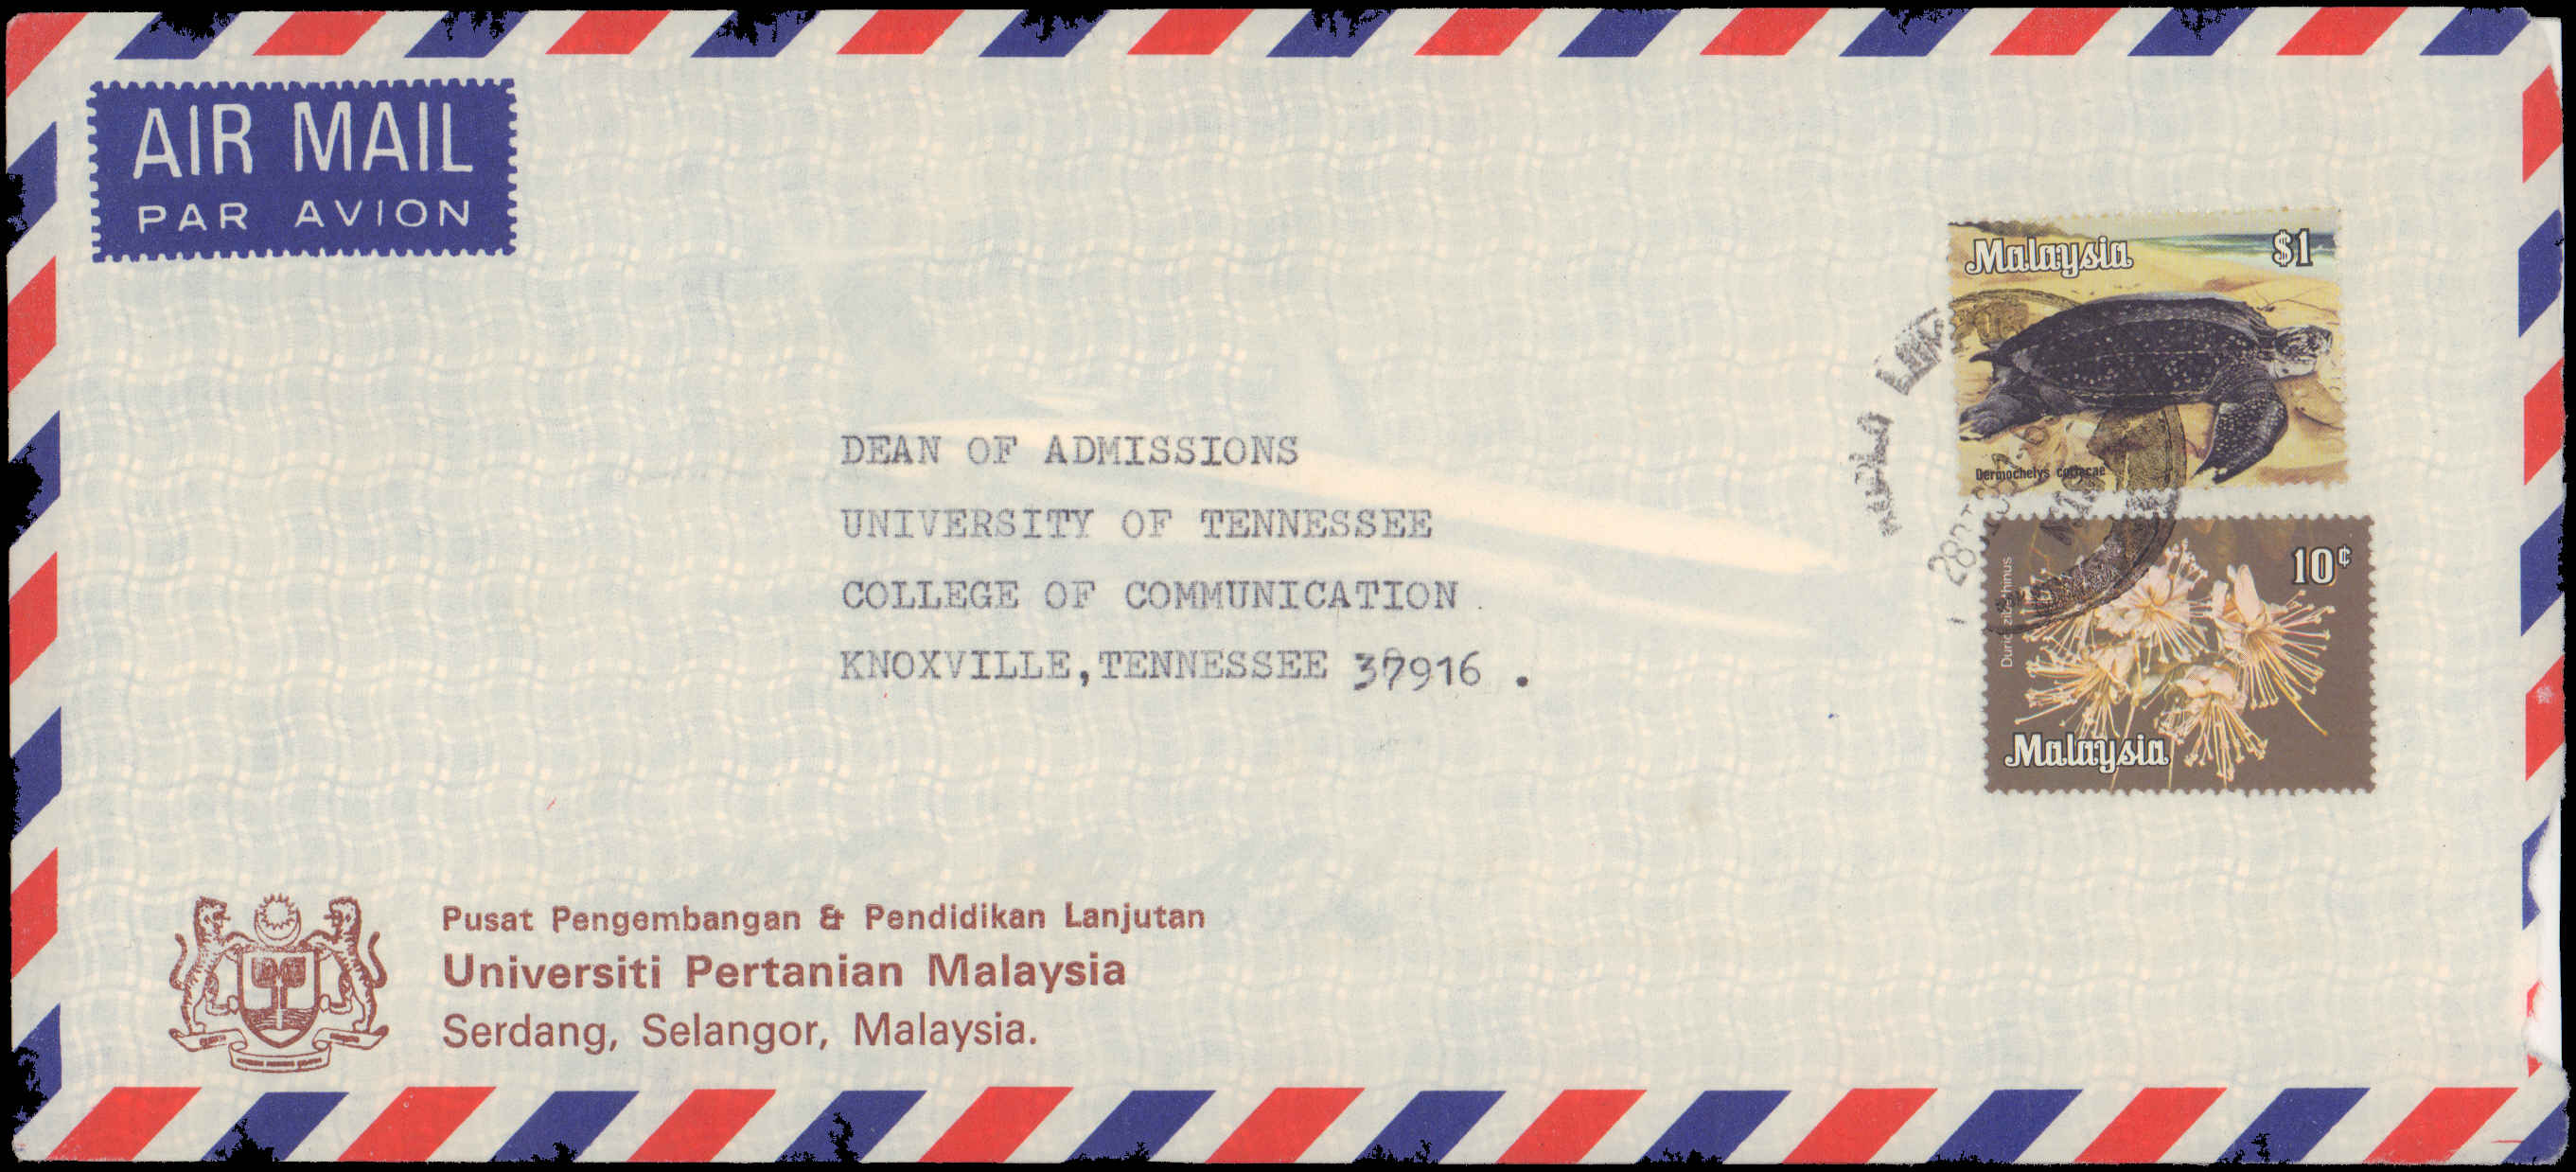 AIR MAIL
PAR AVION
Malaysia $1
Dermochelys coriacae
10¢
Malaysia
DEAN OF ADMISSIONS
UNIVERSITY OF TENNESSEE
COLLEGE OF COMMUNICATION
KNOXVILLE, TENNESSEE 37916 .
Pusat Pengembangan & Pendidikan Lanjutan
Universiti Pertanian Malaysia
Serdang, Selangor, Malaysia.